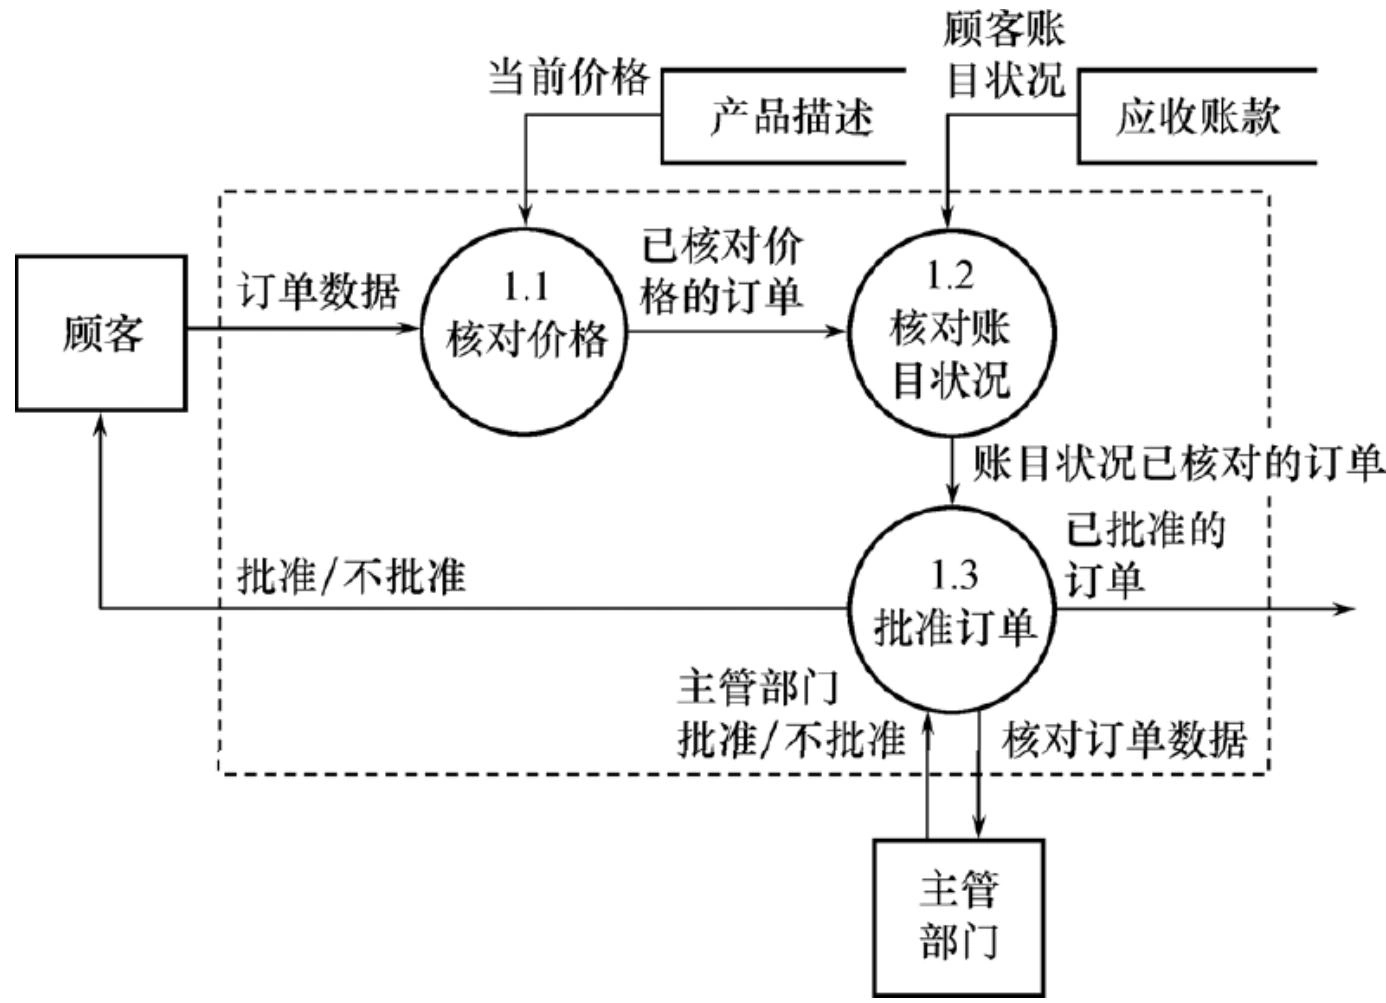 顾客账
目状况
当前价格
产品描述
应收账款
已核对价
格的订单
订单数据
顾客
1.1
核对价格
1.2
核对账
目状况
账目状况已核对的订单
已批准的
订单
批准/不批准
1.3
批准订单
主管部门
批准/不批准
核对订单数据
主管
部门